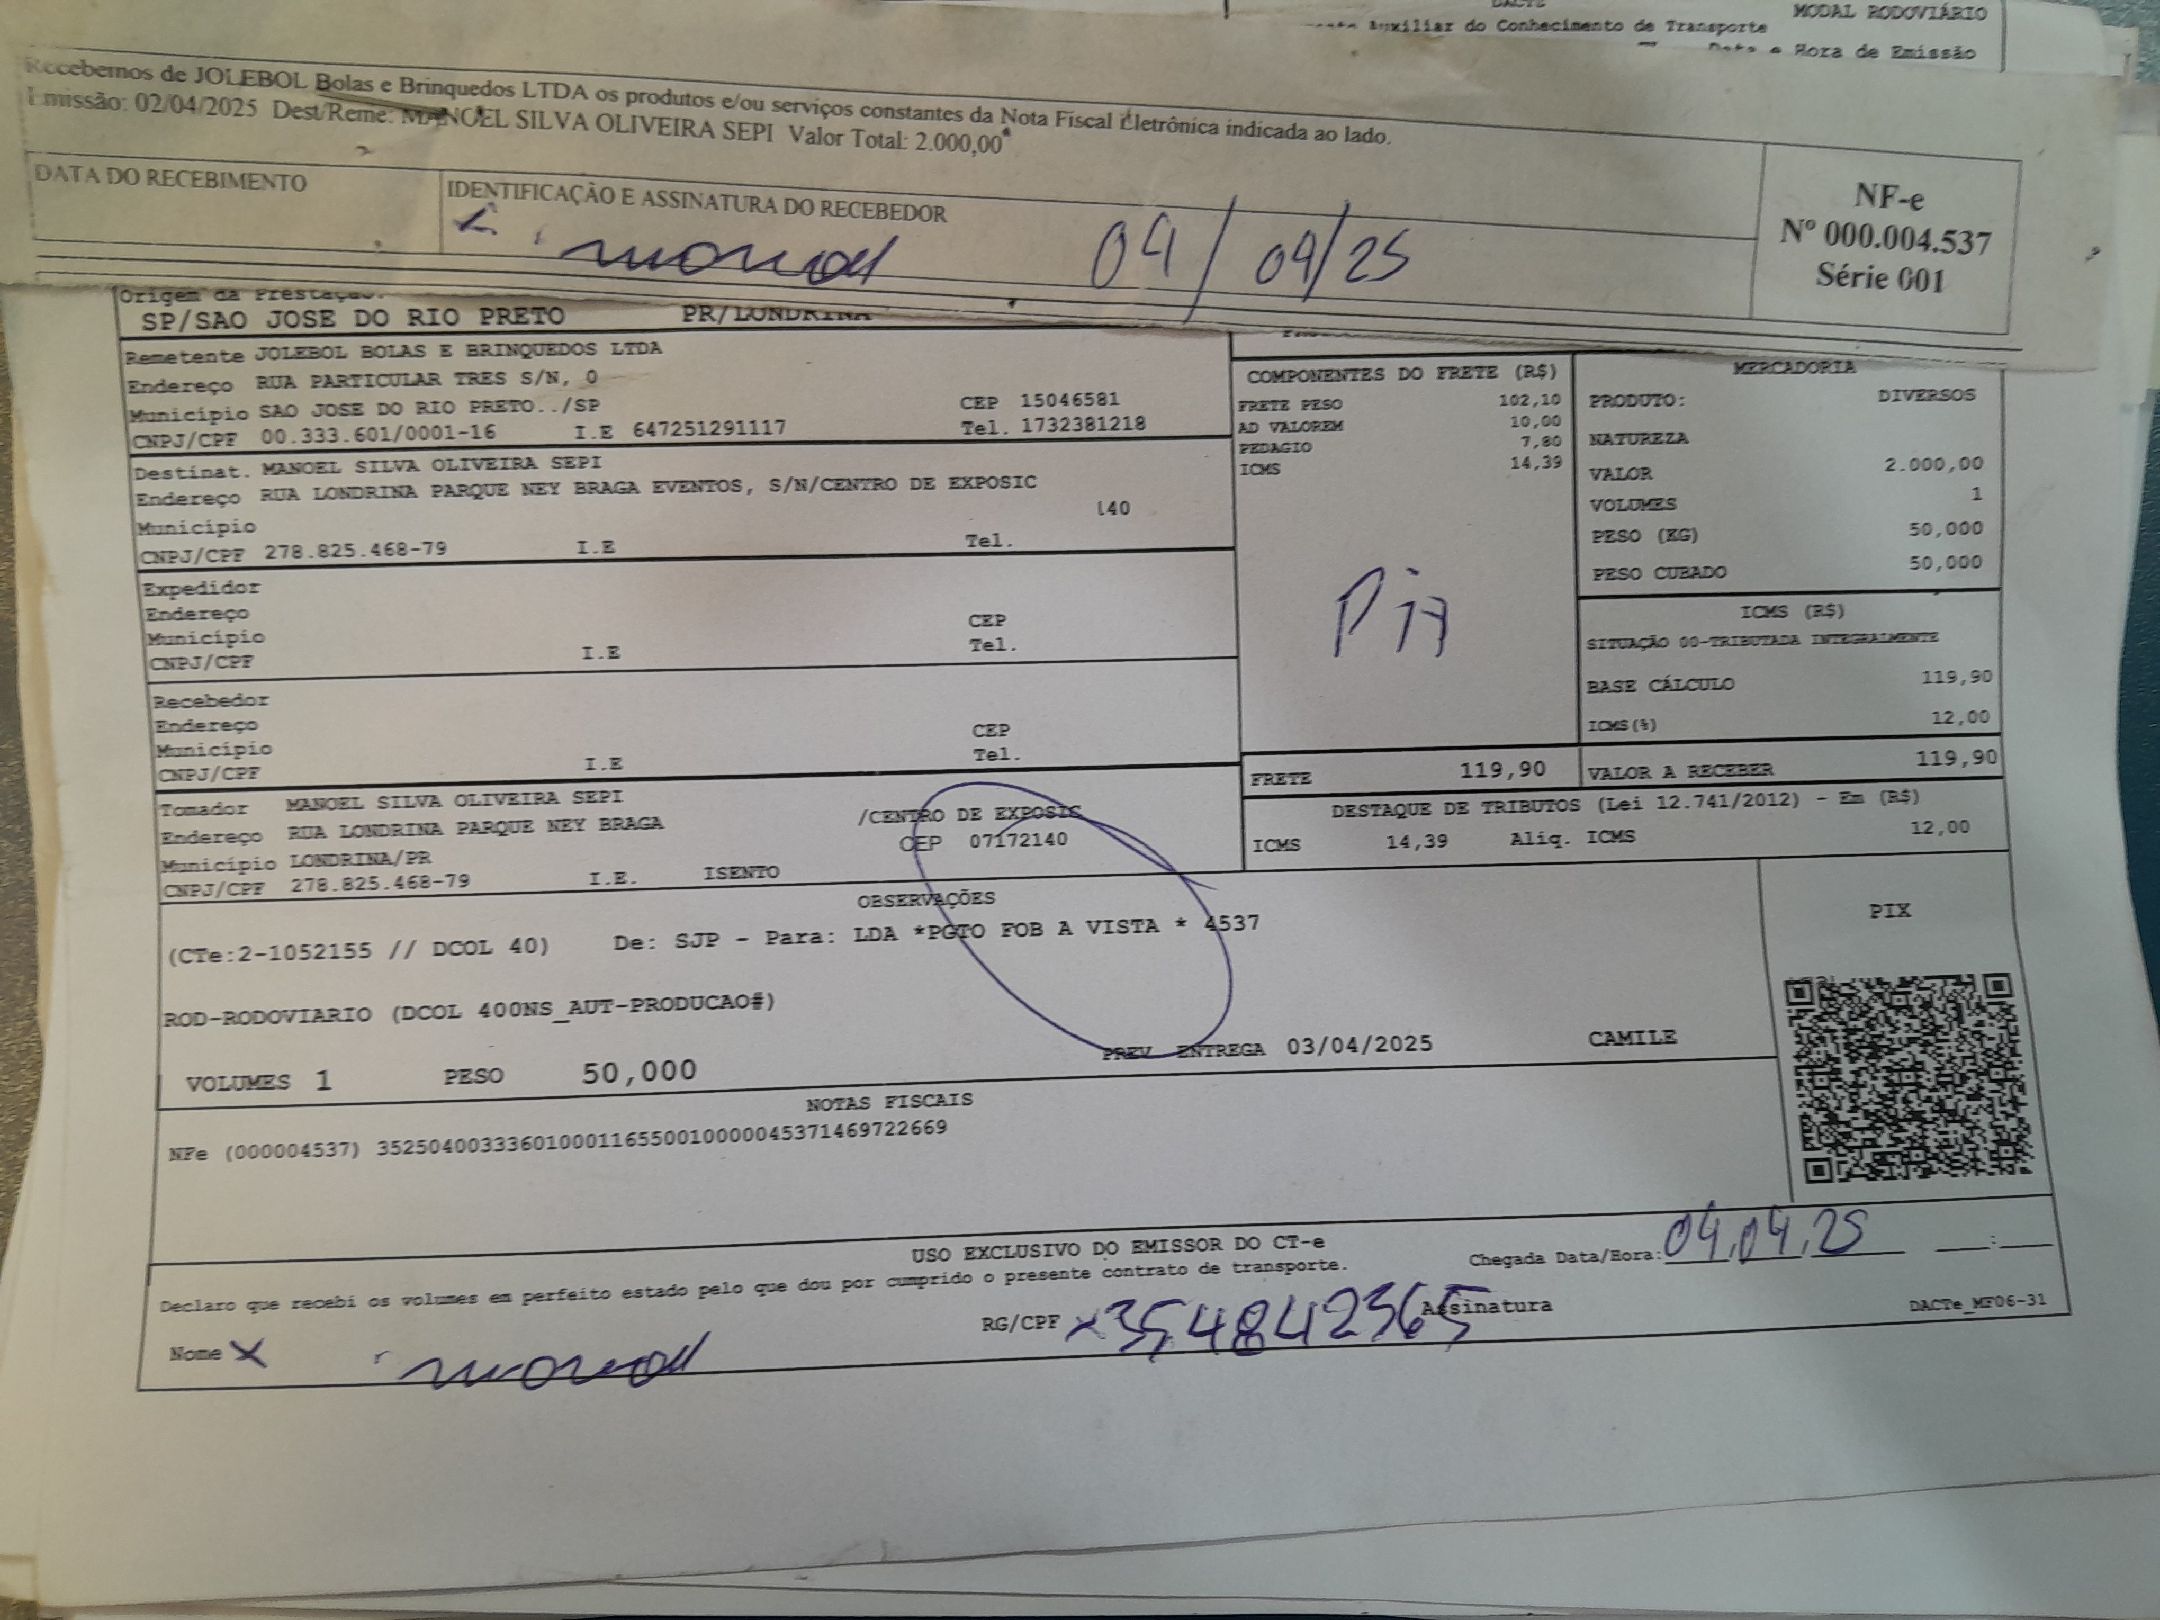 DACTE
MODAL RODOVIÁRIO
Auxiliar do Conhecimento de Transporte
Data e Hora de Emissão
Recebemos de JOLEBOL Bolas e Brinquedos LTDA os produtos e/ou serviços constantes da Nota Fiscal Eletrônica indicada ao lado.
Emissão: 02/04/2025 Dest/Reme: MANOEL SILVA OLIVEIRA SEPI Valor Total: 2.000,00
DATA DO RECEBIMENTO
IDENTIFICAÇÃO E ASSINATURA DO RECEBEDOR
04/04/25
NF-e
Nº 000.004.537
Série 001
Origem da Prestação
SP/SAO JOSE DO RIO PRETO PR/LONDRINA
Remetente JOLEBOL BOLAS E BRINQUEDOS LTDA
Endereço RUA PARTICULAR TRES S/N, 0
Município SAO JOSE DO RIO PRETO../SP CEP 15046581
CNPJ/CPF 00.333.601/0001-16 I.E 647251291117 Tel. 1732381218
Destinat. MANOEL SILVA OLIVEIRA SEPI
Endereço RUA LONDRINA PARQUE NEY BRAGA EVENTOS, S/N/CENTRO DE EXPOSIC
Município 140
CNPJ/CPF 278.825.468-79 I.E Tel.
Expedidor
Endereço
Município CEP
CNPJ/CPF I.E Tel.
Recebedor
Endereço
Município CEP
CNPJ/CPF I.E Tel.
Tomador MANOEL SILVA OLIVEIRA SEPI
Endereço RUA LONDRINA PARQUE NEY BRAGA /CENTRO DE EXPOSIC
Município LONDRINA/PR CEP 07172140
CNPJ/CPF 278.825.468-79 I.E. ISENTO
COMPONENTES DO FRETE (R$)
FRETE PESO 102,10
AD VALOREM 10,00
PEDAGIO 7,80
ICMS 14,39
Pix
FRETE 119,90
MERCADORIA
PRODUTO: DIVERSOS
NATUREZA
VALOR 2.000,00
VOLUMES 1
PESO (KG) 50,000
PESO CUBADO 50,000
ICMS (R$)
SITUAÇÃO 00-TRIBUTADA INTEGRALMENTE
BASE CÁLCULO 119,90
ICMS(%) 12,00
VALOR A RECEBER 119,90
DESTAQUE DE TRIBUTOS (Lei 12.741/2012) - Em (R$)
ICMS 14,39 Aliq. ICMS 12,00
OBSERVAÇÕES
(CTe:2-1052155 // DCOL 40) De: SJP - Para: LDA *PGTO FOB A VISTA * 4537
ROD-RODOVIARIO (DCOL 400NS_AUT-PRODUCAO#)
VOLUMES 1 PESO 50,000 PREV ENTREGA 03/04/2025 CAMILE
PIX
NOTAS FISCAIS
NFe (000004537) 35250400333601000116550010000045371469722669
USO EXCLUSIVO DO EMISSOR DO CT-e
Chegada Data/Hora: 04,04,25 :
Declaro que recebi os volumes em perfeito estado pelo que dou por cumprido o presente contrato de transporte.
Nome X RG/CPF x 354842365 Assinatura
DACTe_MF06-31